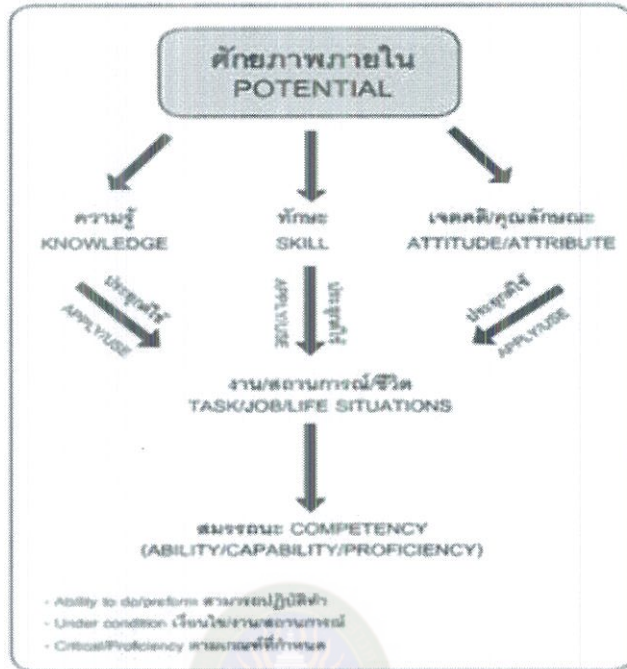 ศักยภาพภายใน
POTENTIAL
ความรู้
KNOWLEDGE
ทักษะ
SKILL
เจตคติ/คุณลักษณะ
ATTITUDE/ATTRIBUTE
ประยุกต์ใช้
APPLY/USE
ประยุกต์ใช้
APPLY/USE
ประยุกต์ใช้
APPLY/USE
งาน/สถานการณ์/ชีวิต
TASK/JOB/LIFE SITUATIONS
สมรรถนะ COMPETENCY
(ABILITY/CAPABILITY/PROFICIENCY)
- Ability to do/preform สามารถปฏิบัติทำ
- Under condition เงื่อนไข/งาน/สถานการณ์
- Critical/Proficiency ตามเกณฑ์ที่กำหนด